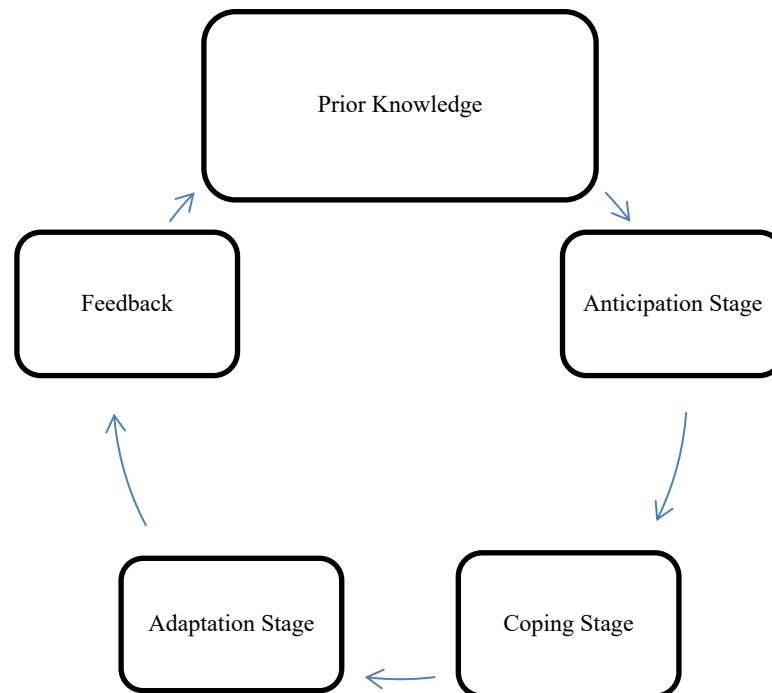 Prior Knowledge
Feedback
Anticipation Stage
Adaptation Stage
Coping Stage